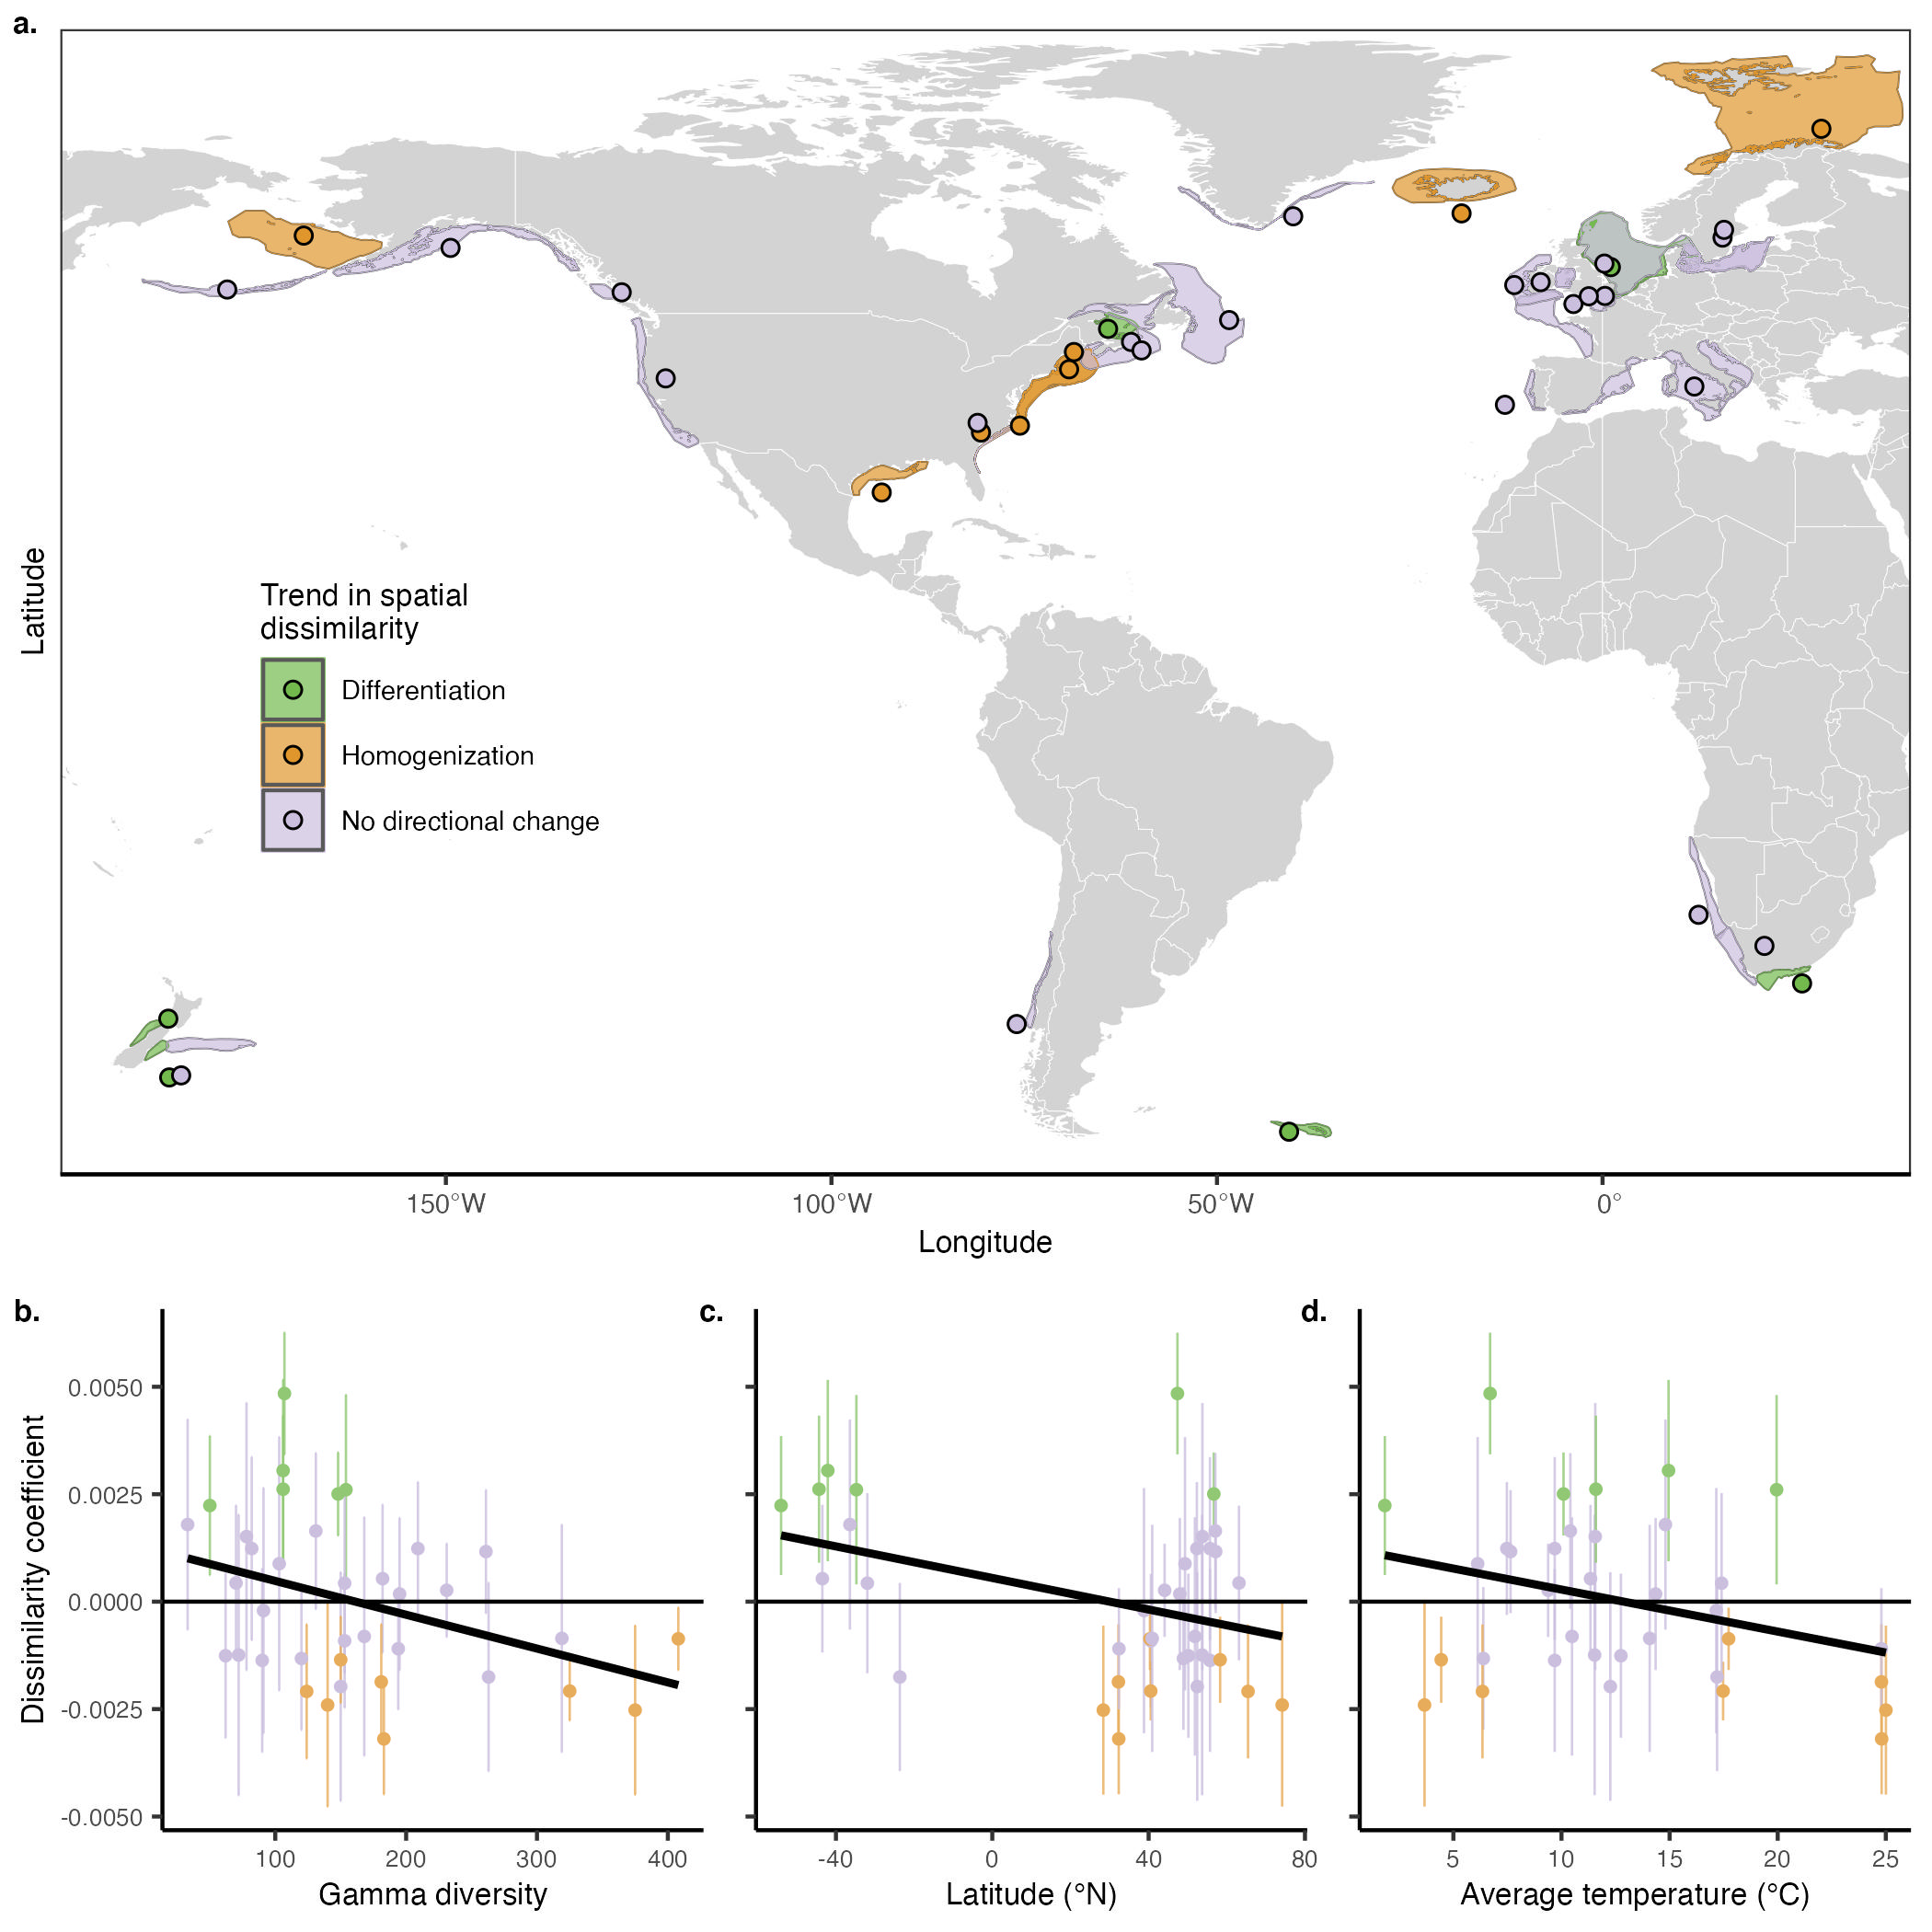 a.
Latitude
Trend in spatial
dissimilarity
Differentiation
Homogenization
No directional change
150°W 100°W 50°W 0°
Longitude
b. c. d.
Dissimilarity coefficient
0.0050
0.0025
0.0000
-0.0025
-0.0050
100 200 300 400
Gamma diversity
-40 0 40 80
Latitude (°N)
5 10 15 20 25
Average temperature (°C)